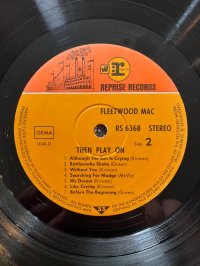 REPRISE RECORDS
FLEETWOOD MAC
GEMA
RS 6368 STEREO
Side 2
THEN PLAY ON
1. Although The Sun Is Crying (Kirwan)
2. Rattlesnake Shake (Green)
3. Without You (Kirwan)
4. Searching For Madge (McVie)
5. My Dream (Kirwan)
6. Like Crying (Kirwan)
7. Before The Beginning (Green)